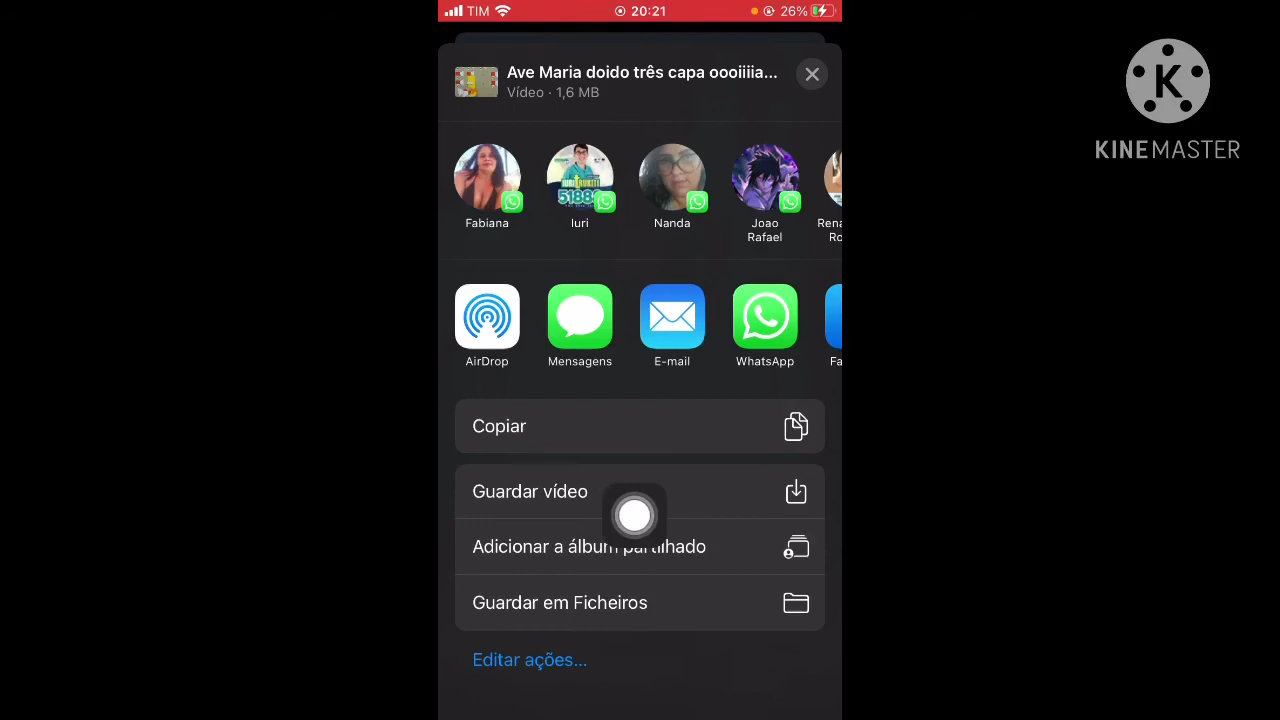 TIM
20:21
26%
Ave Maria doido três capa oooiiiia...
Vídeo · 1,6 MB
KINEMASTER
Fabiana
Iuri
Nanda
Joao
Rafael
AirDrop
Mensagens
E-mail
WhatsApp
Copiar
Guardar vídeo
Adicionar a álbum partilhado
Guardar em Ficheiros
Editar ações...